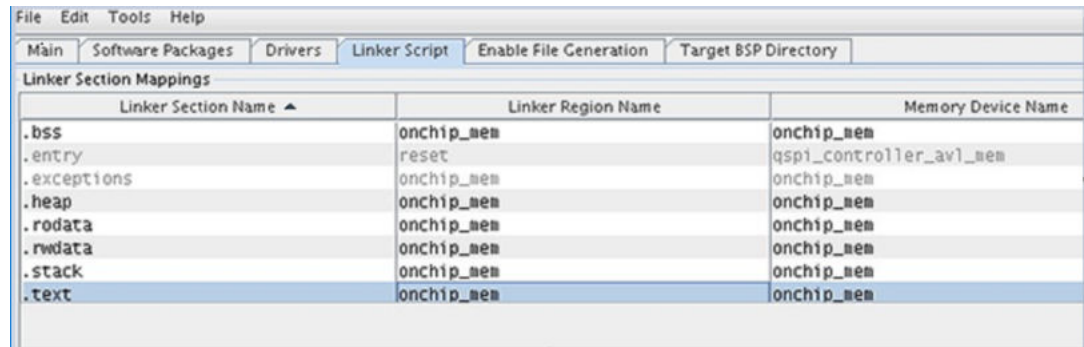 File Edit Tools Help
Main Software Packages Drivers Linker Script Enable File Generation Target BSP Directory
Linker Section Mappings
Linker Section Name ▲ Linker Region Name Memory Device Name
.bss onchip_mem onchip_mem
.entry reset qspi_controller_avl_mem
.exceptions onchip_mem onchip_mem
.heap onchip_mem onchip_mem
.rodata onchip_mem onchip_mem
.rwdata onchip_mem onchip_mem
.stack onchip_mem onchip_mem
.text onchip_mem onchip_mem